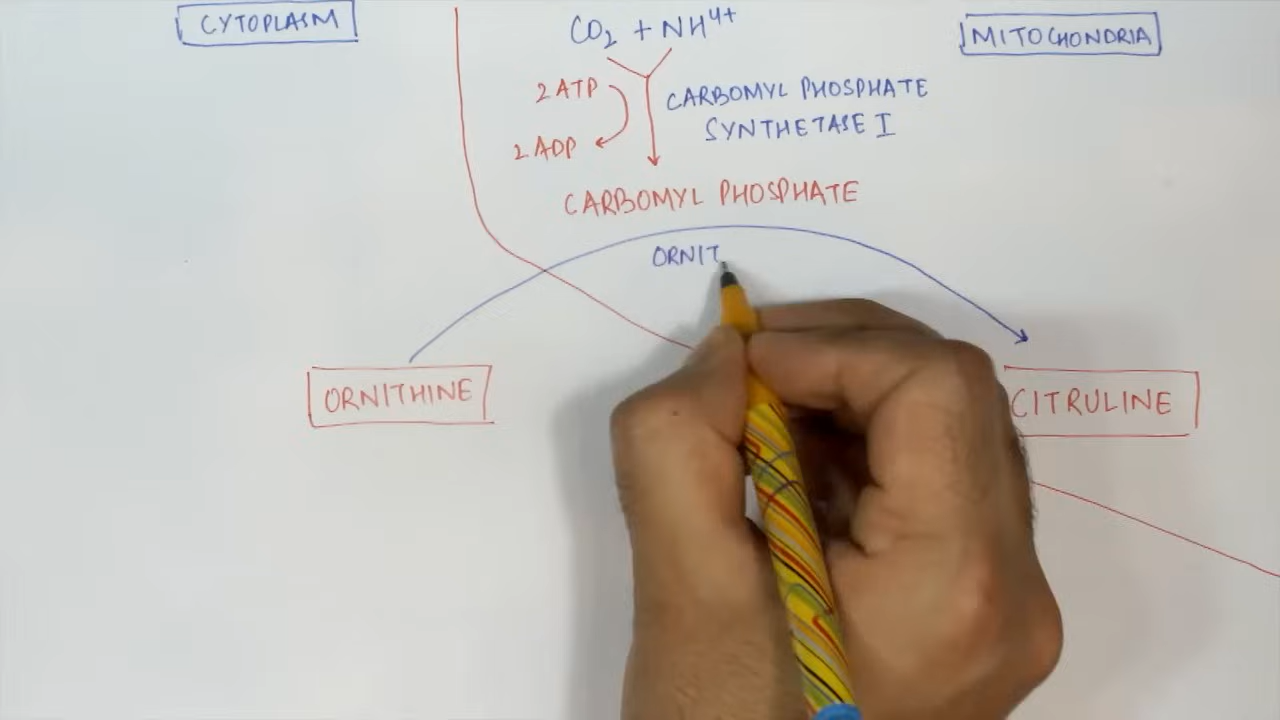 CYTOPLASM
CO2 + NH4+
MITOCHONDRIA
2 ATP
CARBOMYL PHOSPHATE
SYNTHETASE I
2 ADP
CARBOMYL PHOSPHATE
ORNIT
ORNITHINE
CITRULINE